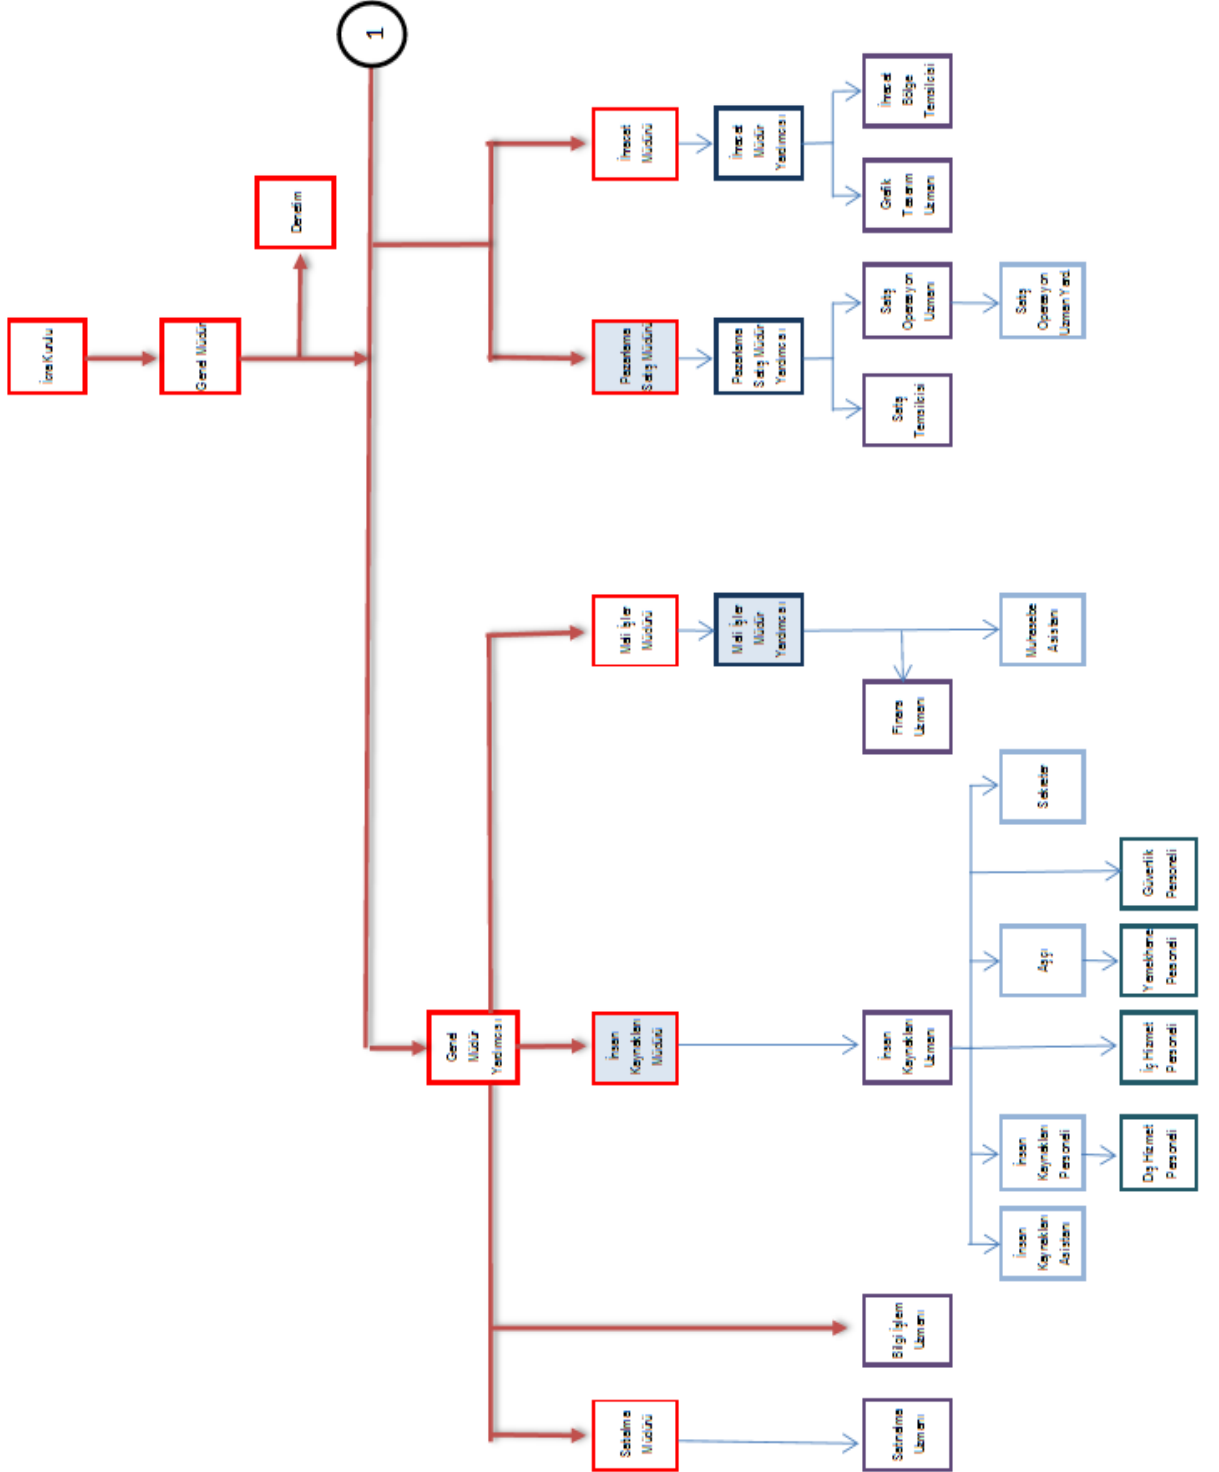 1
İcra Kurulu
Genel Müdür
Denetim
Genel
Müdür
Yardımcısı
Satialma
Müdürü
İnsan
Kaynakları
Müdürü
Mali İşler
Müdürü
Pazarlama
Satış Müdürü
İhracat
Müdürü
Mali İşler
Müdür
Yardımcısı
Pazarlama
Satış Müdür
Yardımcısı
İhracat
Müdür
Yardımcısı
Satınalma
Uzmanı
Bilgi İşlem
Uzmanı
İnsan
Kaynakları
Uzmanı
Finans
Uzmanı
Satış
Temsilcisi
Satış
Operasyon
Uzmanı
Grafik
Tasarım
Uzmanı
İhracat
Bölge
Temsilcisi
İnsan
Kaynakları
Asistanı
İnsan
Kaynakları
Personeli
Aşçı
Sekreter
Muhasebe
Asistanı
Satış
Operasyon
Uzman Yard.
Dış Hizmet
Personeli
İç Hizmet
Personeli
Yemekhane
Personeli
Güvenlik
Personeli